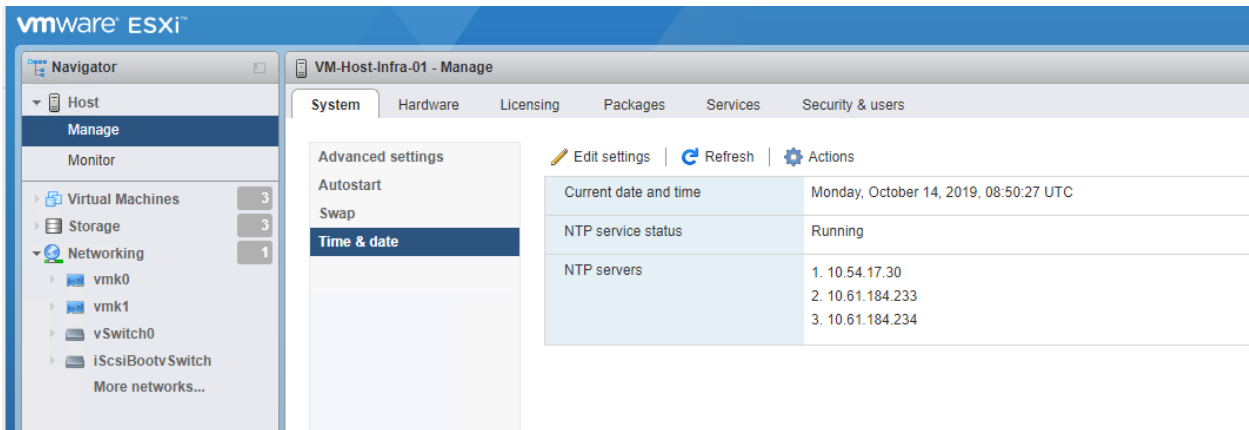 vmware ESXi™
Navigator
Host
Manage
Monitor
Virtual Machines 3
Storage 3
Networking 1
vmk0
vmk1
vSwitch0
iScsiBootvSwitch
More networks...
VM-Host-Infra-01 - Manage
System Hardware Licensing Packages Services Security & users
Advanced settings
Autostart
Swap
Time & date
Edit settings Refresh Actions
Current date and time Monday, October 14, 2019, 08:50:27 UTC
NTP service status Running
NTP servers 1. 10.54.17.30
2. 10.61.184.233
3. 10.61.184.234